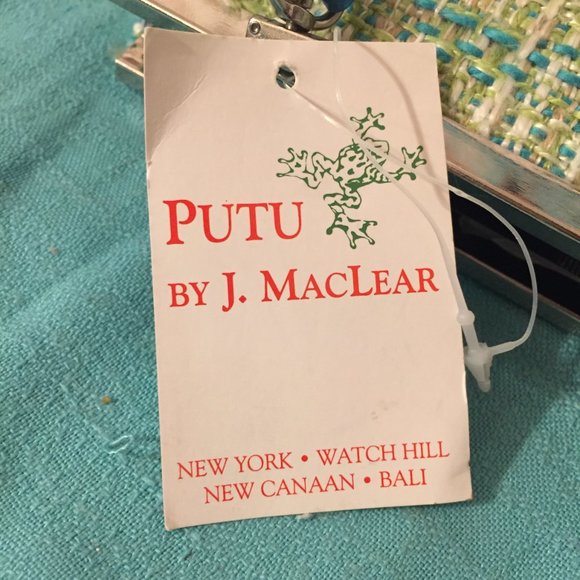 PUTU
BY J. MACLEAR
NEW YORK • WATCH HILL
NEW CANAAN • BALI